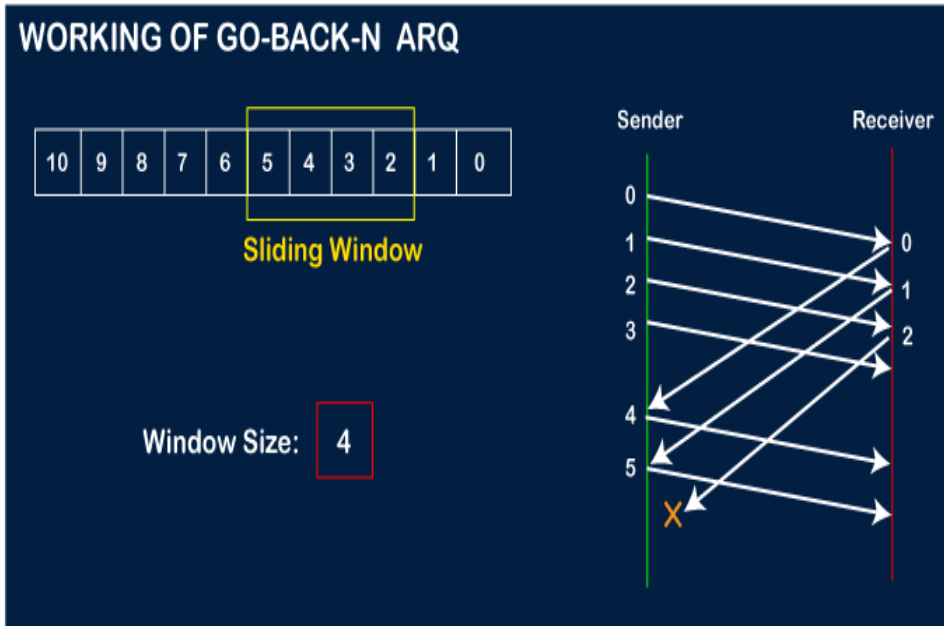 WORKING OF GO-BACK-N ARQ
10 9 8 7 6 5 4 3 2 1 0
Sliding Window
Window Size: 4
Sender Receiver
0
0
1
1
2
2
3
4
5
X